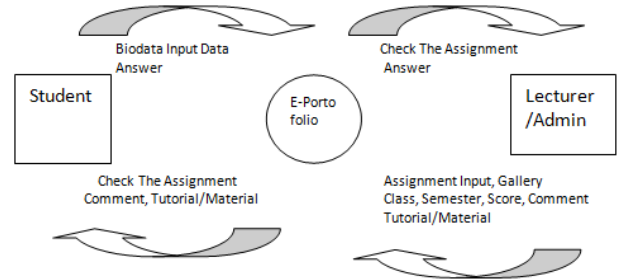 Biodata Input Data
Answer
Check The Assignment
Answer
Student
E-Porto
folio
Lecturer
/Admin
Check The Assignment
Comment, Tutorial/Material
Assignment Input, Gallery
Class, Semester, Score, Comment
Tutorial/Material